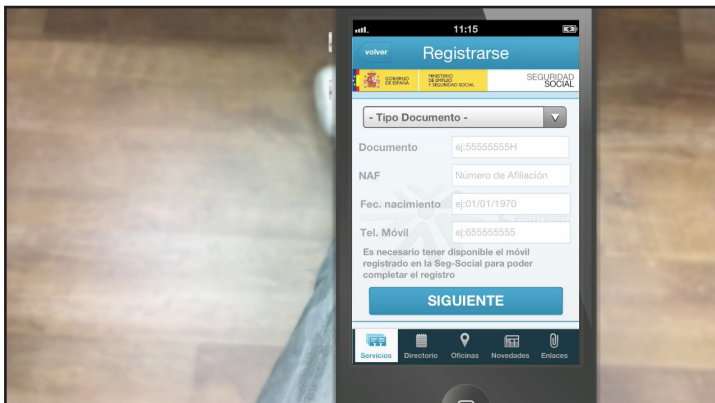 11:15
volver
Registrarse
GOBIERNO
DE ESPAÑA
MINISTERIO
DE EMPLEO
Y SEGURIDAD SOCIAL
SEGURIDAD
SOCIAL
- Tipo Documento -
Documento
ej:55555555H
NAF
Número de Afiliación
Fec. nacimiento
ej:01/01/1970
Tel. Móvil
ej:655555555
Es necesario tener disponible el móvil
registrado en la Seg-Social para poder
completar el registro
SIGUIENTE
Servicios
Directorio
Oficinas
Novedades
Enlaces